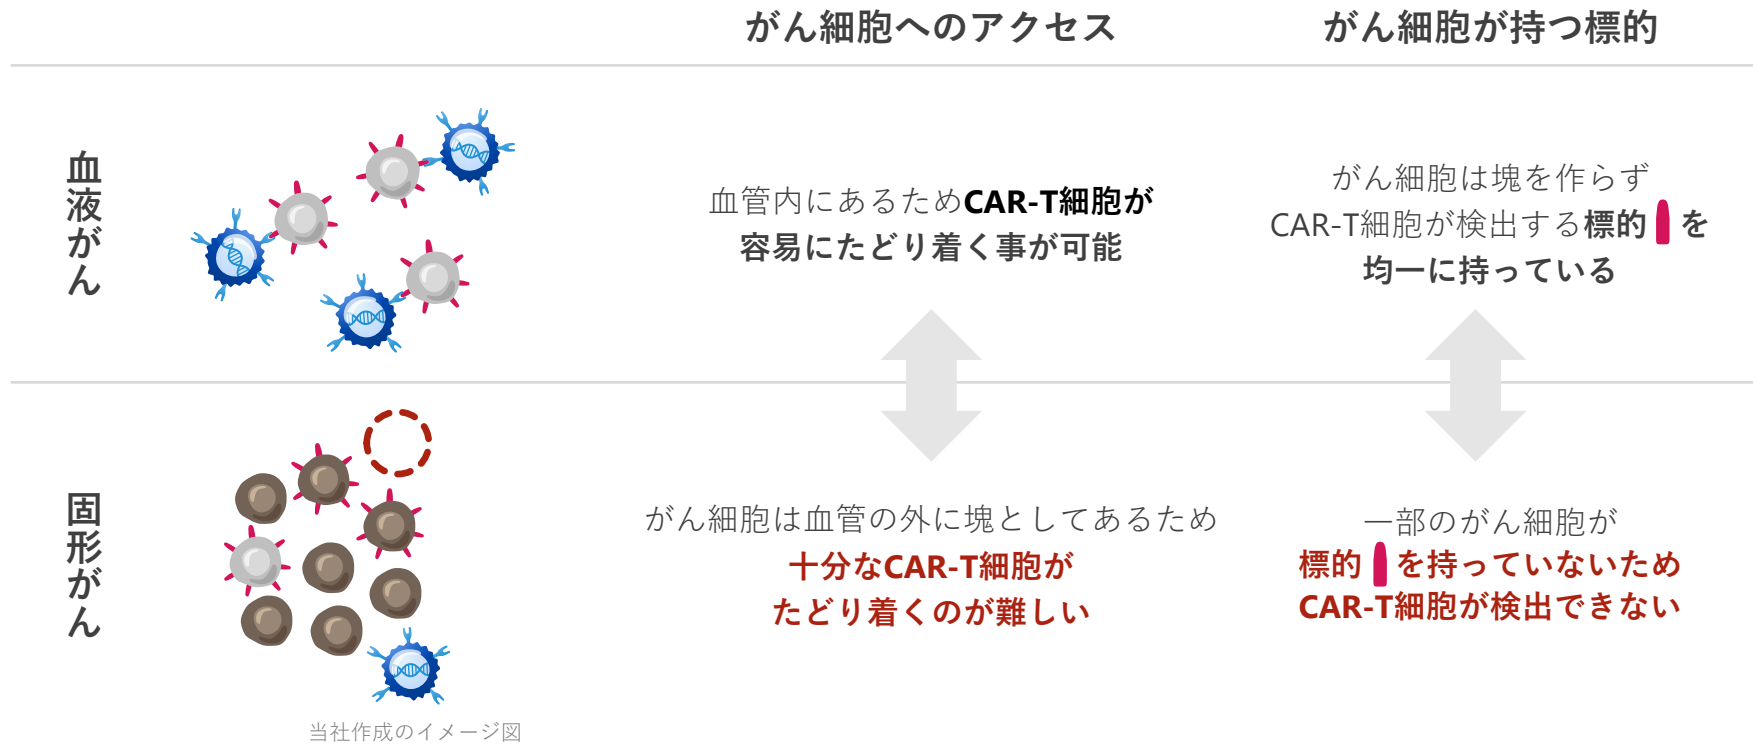 がん細胞へのアクセス
がん細胞が持つ標的
血液がん
血管内にあるためCAR-T細胞が
容易にたどり着く事が可能
がん細胞は塊を作らず
CAR-T細胞が検出する標的を
均一に持っている
固形がん
がん細胞は血管の外に塊としてあるため
十分なCAR-T細胞が
たどり着くのが難しい
一部のがん細胞が
標的を持っていないため
CAR-T細胞が検出できない
当社作成のイメージ図